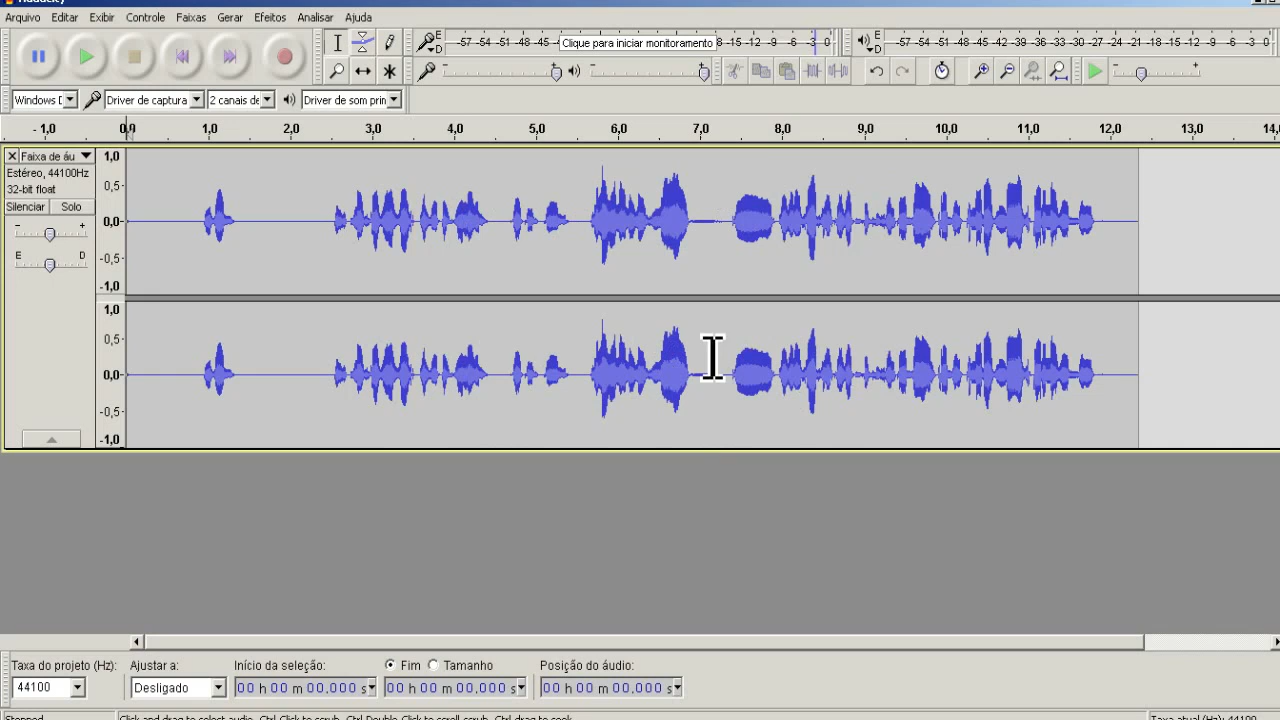 Arquivo Editar Exibir Controle Faixas Gerar Efeitos Analisar Ajuda
E D -57 -54 -51 -48 -45 Clique para iniciar monitoramento -15 -12 -9 -6 -3 0 E D -57 -54 -51 -48 -45 -42 -39 -36 -33 -30 -27 -24 -21 -18 -15 -12 -9 -6 -3 0
- + - + - +
Driver de captura 2 canais de Driver de som prin
- 1,0 0,0 1,0 2,0 3,0 4,0 5,0 6,0 7,0 8,0 9,0 10,0 11,0 12,0 13,0 14,0
Faixa de áu 1,0
Estéreo, 44100Hz
32-bit float 0,5-
Silenciar Solo
- + 0,0-
E D -0,5-
-1,0
1,0
0,5-
0,0-
-0,5-
-1,0
Taxa do projeto (Hz): Ajustar a: Início da seleção: Fim Tamanho Posição do áudio:
44100 Desligado 00 h 00 m 00,000 s 00 h 00 m 00,000 s 00 h 00 m 00,000 s